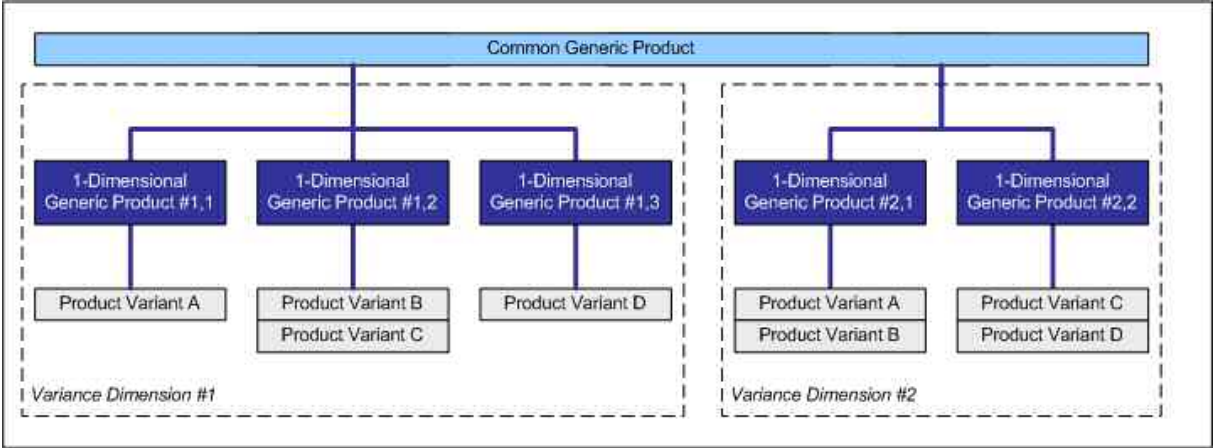 Common Generic Product
1-Dimensional
Generic Product #1,1
1-Dimensional
Generic Product #1,2
1-Dimensional
Generic Product #1,3
1-Dimensional
Generic Product #2,1
1-Dimensional
Generic Product #2,2
Product Variant A
Product Variant B
Product Variant C
Product Variant D
Product Variant A
Product Variant B
Product Variant C
Product Variant D
Variance Dimension #1
Variance Dimension #2